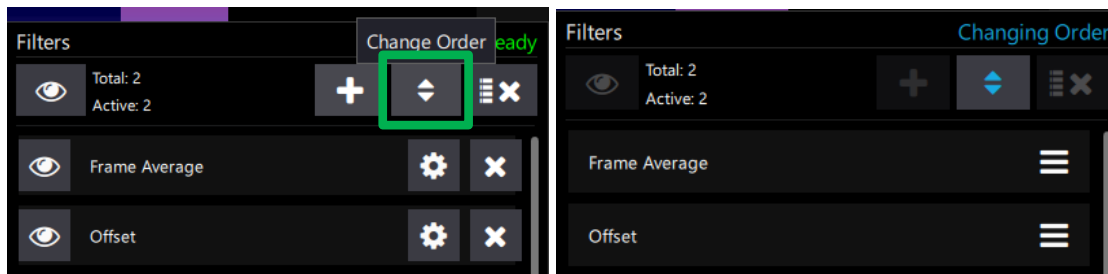 Filters
Change Order
eady
Total: 2
Active: 2
Frame Average
Offset
Filters
Changing Order
Total: 2
Active: 2
Frame Average
Offset